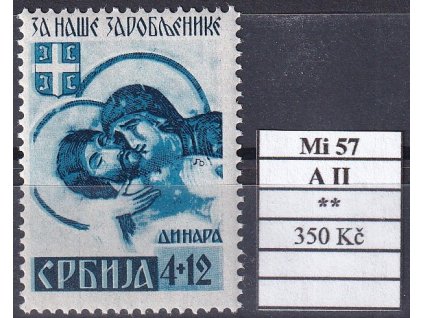 ЗА НАШЕ ЗАРОБЉЕНИКЕ
ДИНАРА
СРБИЈА 4+12
Mi 57
A II
**
350 Kč